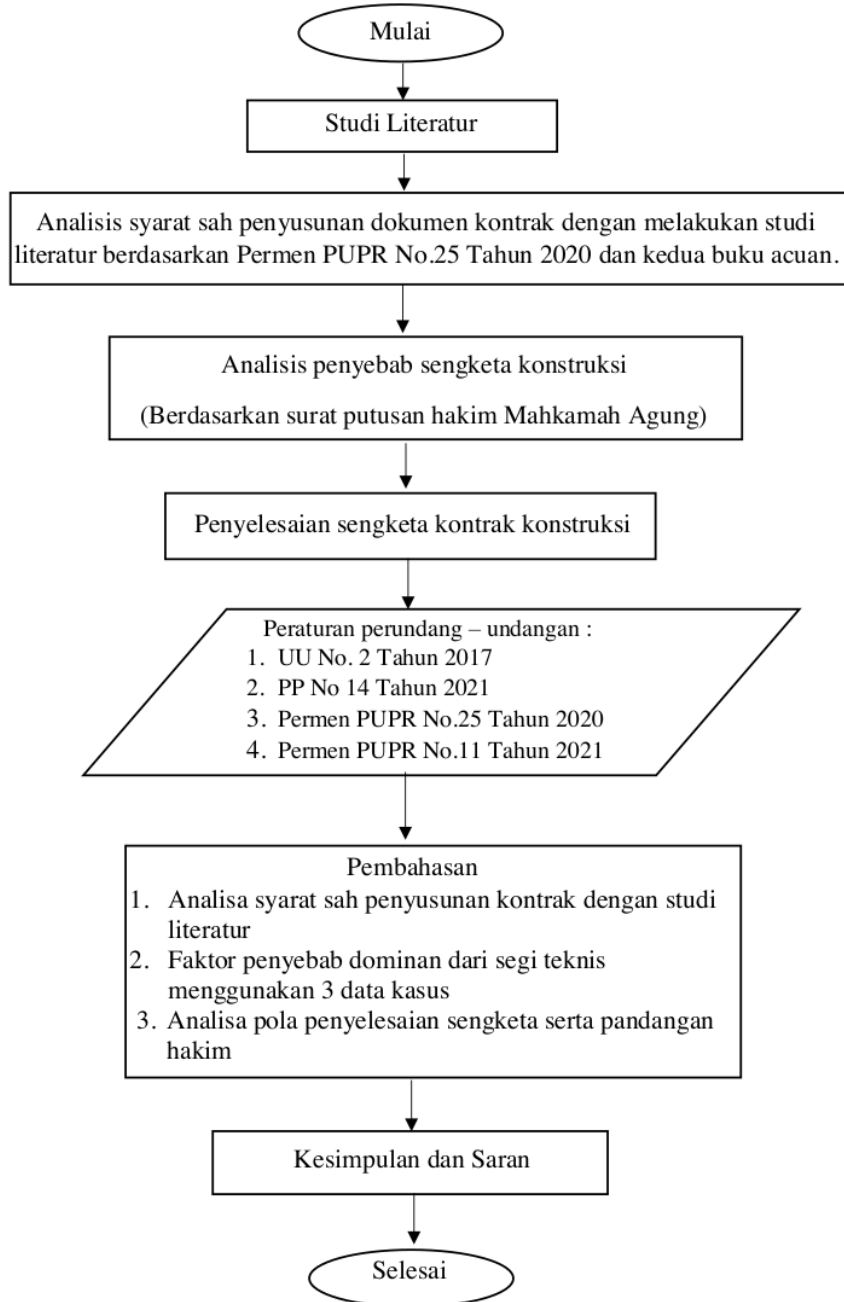 Mulai
Studi Literatur
Analisis syarat sah penyusunan dokumen kontrak dengan melakukan studi
literatur berdasarkan Permen PUPR No.25 Tahun 2020 dan kedua buku acuan.
Analisis penyebab sengketa konstruksi
(Berdasarkan surat putusan hakim Mahkamah Agung)
Penyelesaian sengketa kontrak konstruksi
Peraturan perundang – undangan :
1. UU No. 2 Tahun 2017
2. PP No 14 Tahun 2021
3. Permen PUPR No.25 Tahun 2020
4. Permen PUPR No.11 Tahun 2021
Pembahasan
1. Analisa syarat sah penyusunan kontrak dengan studi
literatur
2. Faktor penyebab dominan dari segi teknis
menggunakan 3 data kasus
3. Analisa pola penyelesaian sengketa serta pandangan
hakim
Kesimpulan dan Saran
Selesai